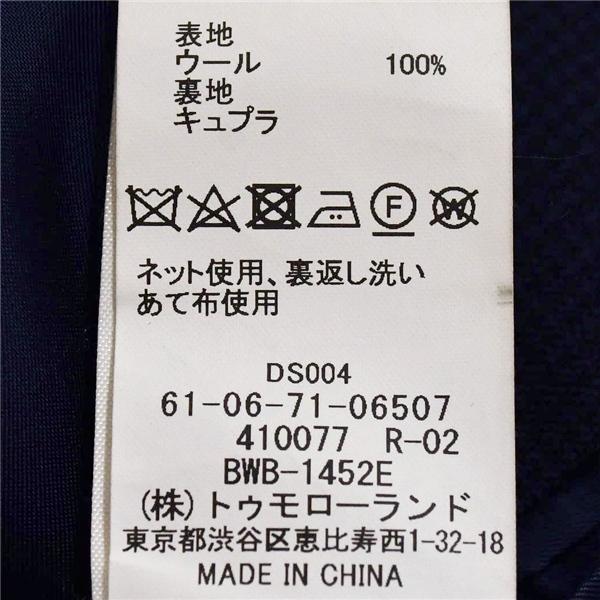 表地
ウール 100%
裏地
キュプラ
F W
ネット使用、裏返し洗い
あて布使用
DS004
61-06-71-06507
410077 R-02
BWB-1452E
(株)トゥモローランド
東京都渋谷区恵比寿西1-32-18
MADE IN CHINA